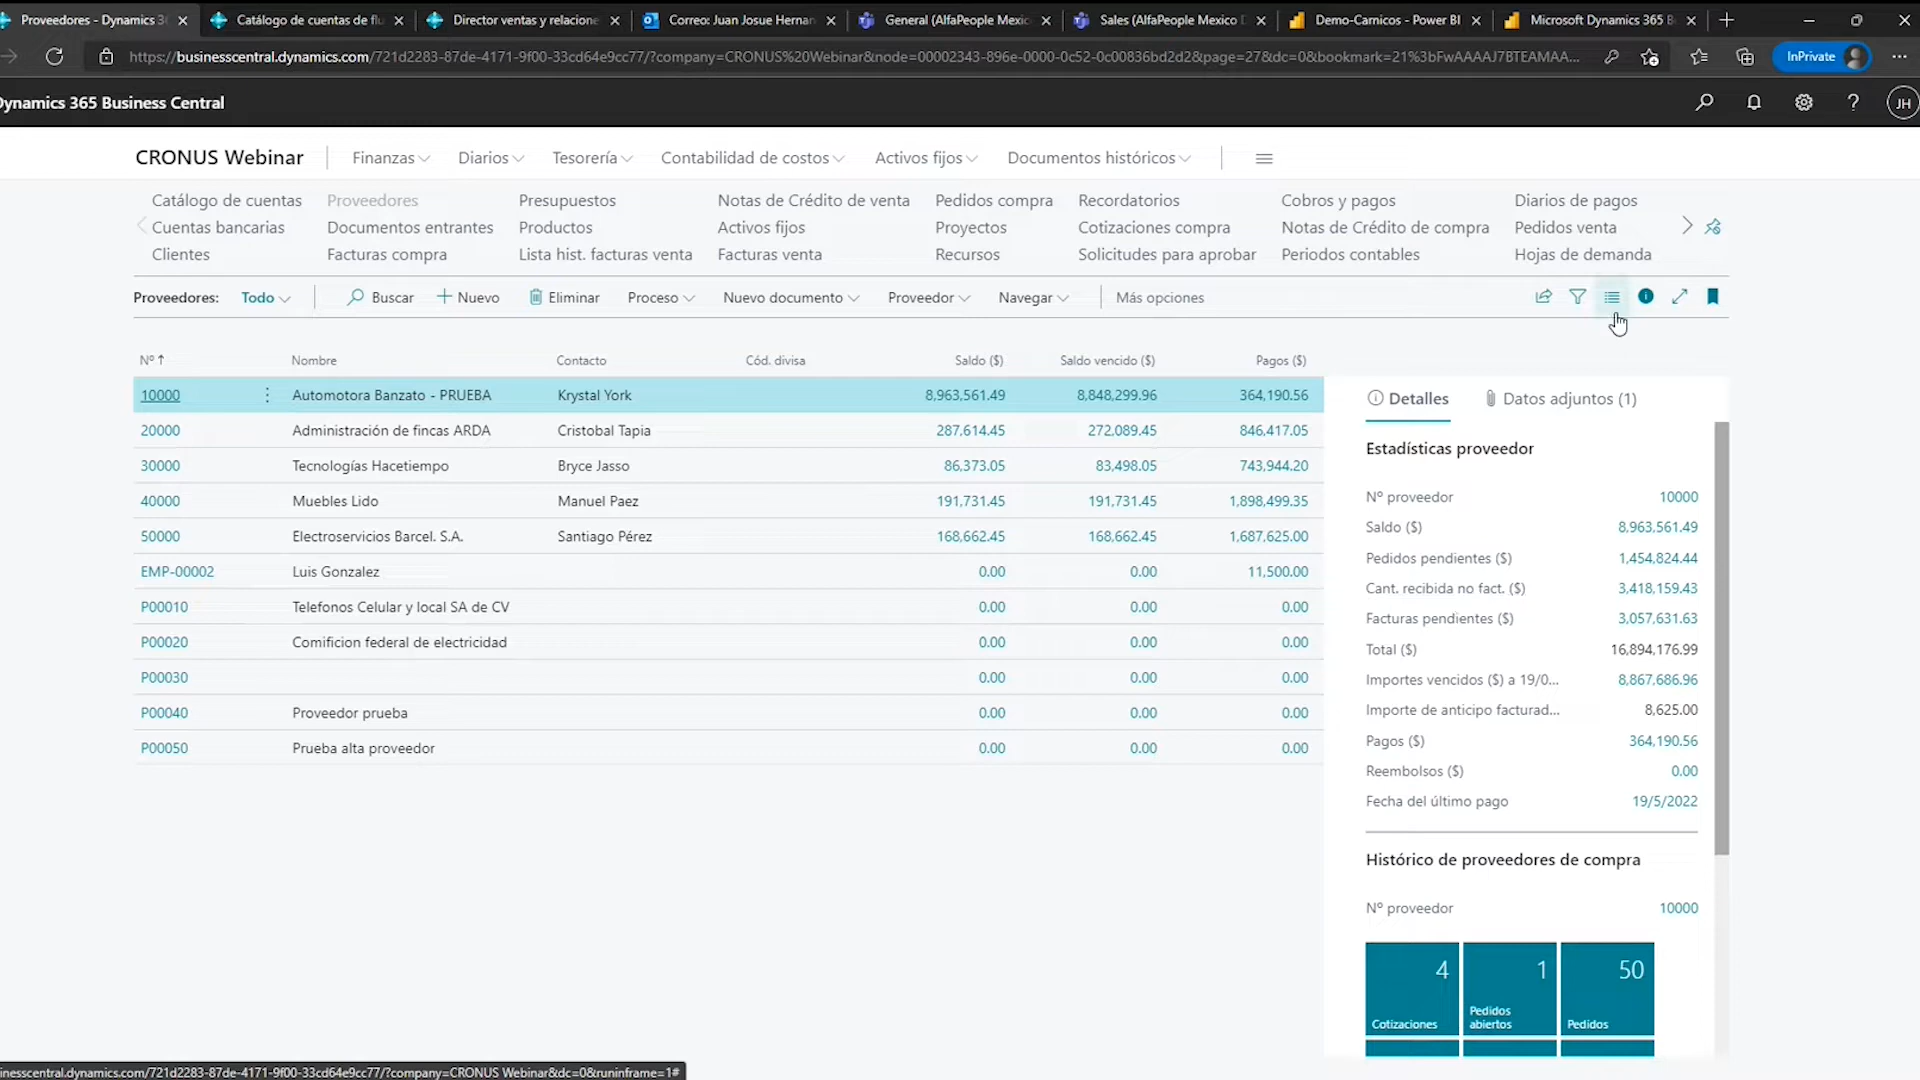 Proveedores - Dynamics 3
Catálogo de cuentas de flu
Director ventas y relacione
Correo: Juan Josue Hernan
General (AlfaPeople Mexic
Sales (AlfaPeople Mexico D
Demo-Carnicos - Power BI
Microsoft Dynamics 365 B
https://businesscentral.dynamics.com/721d2283-87de-4171-9f00-33cd64e9cc77/?company=CRONUS%20Webinar&node=00002343-896e-0000-0c52-0c00836bd2d2&page=27&dc=0&bookmark=21%3bFwAAAAJ7BTEAMAA...
InPrivate
Dynamics 365 Business Central
? JH
CRONUS Webinar
Finanzas
Diarios
Tesorería
Contabilidad de costos
Activos fijos
Documentos históricos
Catálogo de cuentas Proveedores Presupuestos Notas de Crédito de venta Pedidos compra Recordatorios Cobros y pagos Diarios de pagos
Cuentas bancarias Documentos entrantes Productos Activos fijos Proyectos Cotizaciones compra Notas de Crédito de compra Pedidos venta
Clientes Facturas compra Lista hist. facturas venta Facturas venta Recursos Solicitudes para aprobar Periodos contables Hojas de demanda
Proveedores: Todo Buscar Nuevo Eliminar Proceso Nuevo documento Proveedor Navegar Más opciones
Nº ↑ Nombre Contacto Cód. divisa Saldo ($) Saldo vencido ($) Pagos ($)
10000 Automotora Banzato - PRUEBA Krystal York 8,963,561.49 8,848,299.96 364,190.56
20000 Administración de fincas ARDA Cristobal Tapia 287,614.45 272,089.45 846,417.05
30000 Tecnologías Hacetiempo Bryce Jasso 86,373.05 83,498.05 743,944.20
40000 Muebles Lido Manuel Paez 191,731.45 191,731.45 1,898,499.35
50000 Electroservicios Barcel. S.A. Santiago Pérez 168,662.45 168,662.45 1,687,625.00
EMP-00002 Luis Gonzalez 0.00 0.00 11,500.00
P00010 Telefonos Celular y local SA de CV 0.00 0.00 0.00
P00020 Comificion federal de electricidad 0.00 0.00 0.00
P00030 0.00 0.00 0.00
P00040 Proveedor prueba 0.00 0.00 0.00
P00050 Prueba alta proveedor 0.00 0.00 0.00
Detalles Datos adjuntos (1)
Estadísticas proveedor
Nº proveedor 10000
Saldo ($) 8,963,561.49
Pedidos pendientes ($) 1,454,824.44
Cant. recibida no fact. ($) 3,418,159.43
Facturas pendientes ($) 3,057,631.63
Total ($) 16,894,176.99
Importes vencidos ($) a 19/0... 8,867,686.96
Importe de anticipo facturad... 8,625.00
Pagos ($) 364,190.56
Reembolsos ($) 0.00
Fecha del último pago 19/5/2022
Histórico de proveedores de compra
Nº proveedor 10000
4 1 50
Cotizaciones
Pedidos abiertos
Pedidos
inesscentral.dynamics.com/721d2283-87de-4171-9f00-33cd64e9cc77/?company=CRONUS Webinar&dc=0&runinframe=1#